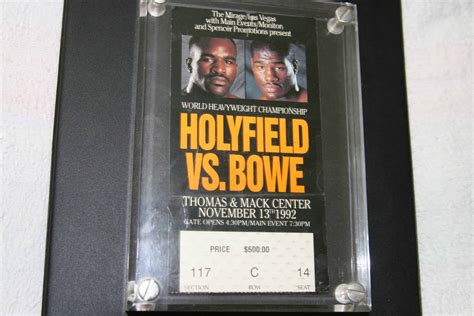 The Mirage/Las Vegas
with Main Events/Monitor
and Spencer Promotions present
WORLD HEAVYWEIGHT CHAMPIONSHIP
HOLYFIELD
VS. BOWE
THOMAS & MACK CENTER
NOVEMBER 13TH 1992
GATE OPENS 4:30PM/MAIN EVENT 7:30PM
PRICE $500.00
117 C 14
SECTION ROW SEAT